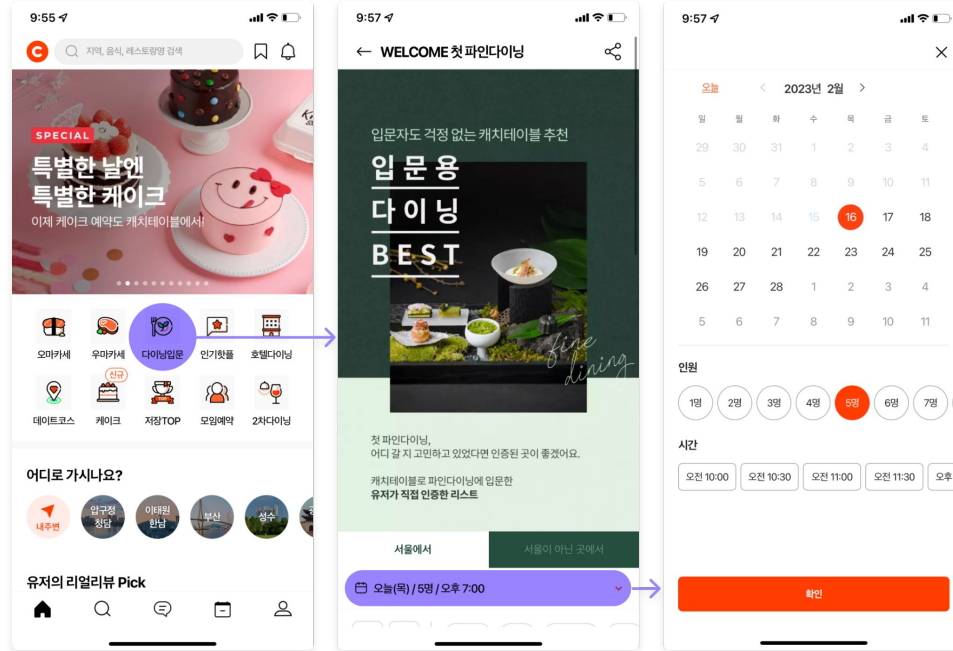 9:55
C
지역, 음식, 레스토랑명 검색
SPECIAL
특별한 날엔
특별한 케이크
이제 케이크 예약도 캐치테이블에서!
오마카세
우마카세
다이닝입문
인기핫플
호텔다이닝
신규
TOP
데이트코스
케이크
저장TOP
모임예약
2차다이닝
어디로 가시나요?
내주변
압구정
청담
이태원
한남
부산
성수
유저의 리얼리뷰 Pick
9:57
WELCOME 첫 파인다이닝
입문자도 걱정 없는 캐치테이블 추천
입문용
다이닝
BEST
fine
dining
첫 파인다이닝,
어디 갈 지 고민하고 있었다면 인증된 곳이 좋겠어요.
캐치테이블로 파인다이닝에 입문한
유저가 직접 인증한 리스트
서울에서
서울이 아닌 곳에서
오늘(목) / 5명 / 오후 7:00
9:57
오늘
2023년 2월
일 월 화 수 목 금 토
29 30 31 1 2 3 4
5 6 7 8 9 10 11
12 13 14 15 16 17 18
19 20 21 22 23 24 25
26 27 28 1 2 3 4
5 6 7 8 9 10 11
인원
1명 2명 3명 4명 5명 6명 7명
시간
오전 10:00 오전 10:30 오전 11:00 오전 11:30 오후
확인